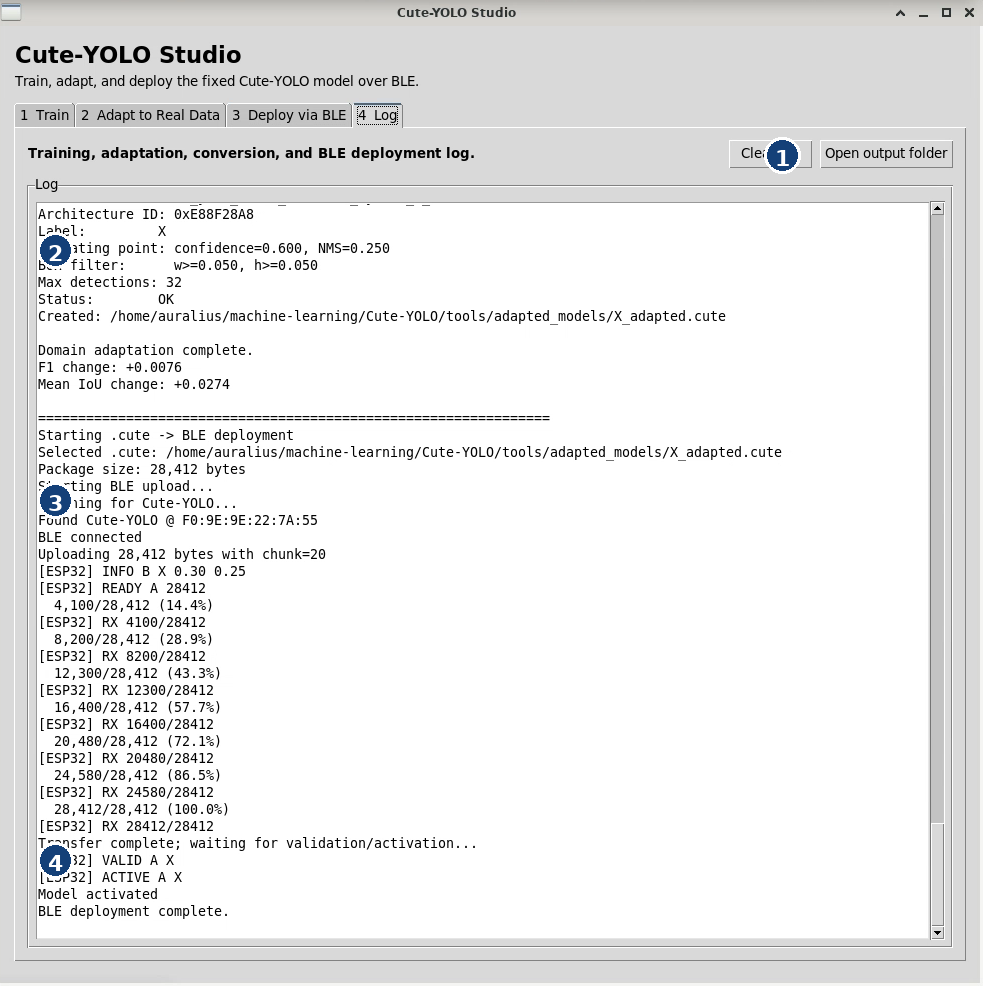 Cute-YOLO Studio
Cute-YOLO Studio
Train, adapt, and deploy the fixed Cute-YOLO model over BLE.
1 Train 2 Adapt to Real Data 3 Deploy via BLE 4 Log
Training, adaptation, conversion, and BLE deployment log.
1
Open output folder
Log
Architecture ID: 0xE88F28A8
Label: X
2
point: confidence=0.600, NMS=0.250
filter: w>=0.050, h>=0.050
Max detections: 32
Status: OK
Created: /home/auralius/machine-learning/Cute-YOLO/tools/adapted_models/X_adapted.cute
Domain adaptation complete.
F1 change: +0.0076
Mean IoU change: +0.0274
================================================================
Starting .cute -> BLE deployment
Selected .cute: /home/auralius/machine-learning/Cute-YOLO/tools/adapted_models/X_adapted.cute
Package size: 28,412 bytes
Starting BLE upload...
3
for Cute-YOLO...
Found Cute-YOLO @ F0:9E:9E:22:7A:55
BLE connected
Uploading 28,412 bytes with chunk=20
[ESP32] INFO B X 0.30 0.25
[ESP32] READY A 28412
4,100/28,412 (14.4%)
[ESP32] RX 4100/28412
8,200/28,412 (28.9%)
[ESP32] RX 8200/28412
12,300/28,412 (43.3%)
[ESP32] RX 12300/28412
16,400/28,412 (57.7%)
[ESP32] RX 16400/28412
20,480/28,412 (72.1%)
[ESP32] RX 20480/28412
24,580/28,412 (86.5%)
[ESP32] RX 24580/28412
28,412/28,412 (100.0%)
[ESP32] RX 28412/28412
Transfer complete; waiting for validation/activation...
4
VALID A X
[ESP32] ACTIVE A X
Model activated
BLE deployment complete.